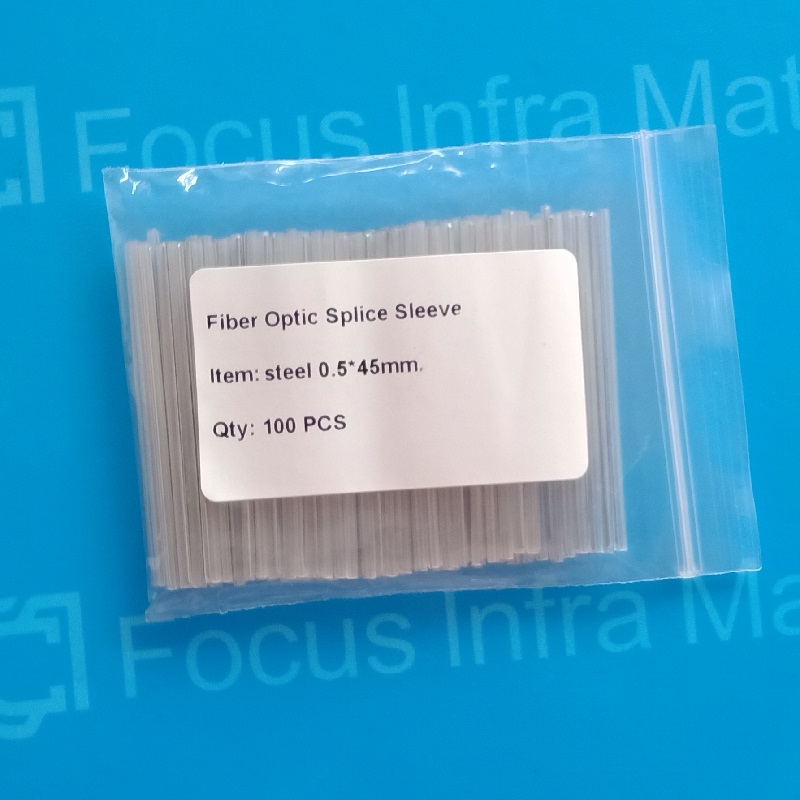 Focus Infra Mat
Fiber Optic Splice Sleeve
Item: steel 0.5*45mm.
Qty: 100 PCS
Focus Infra Ma